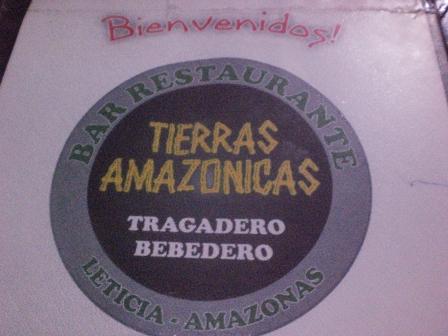 Bienvenidos!
BAR RESTAURANTE
TIERRAS
AMAZONICAS
TRAGADERO
BEBEDERO
LETICIA - AMAZONAS